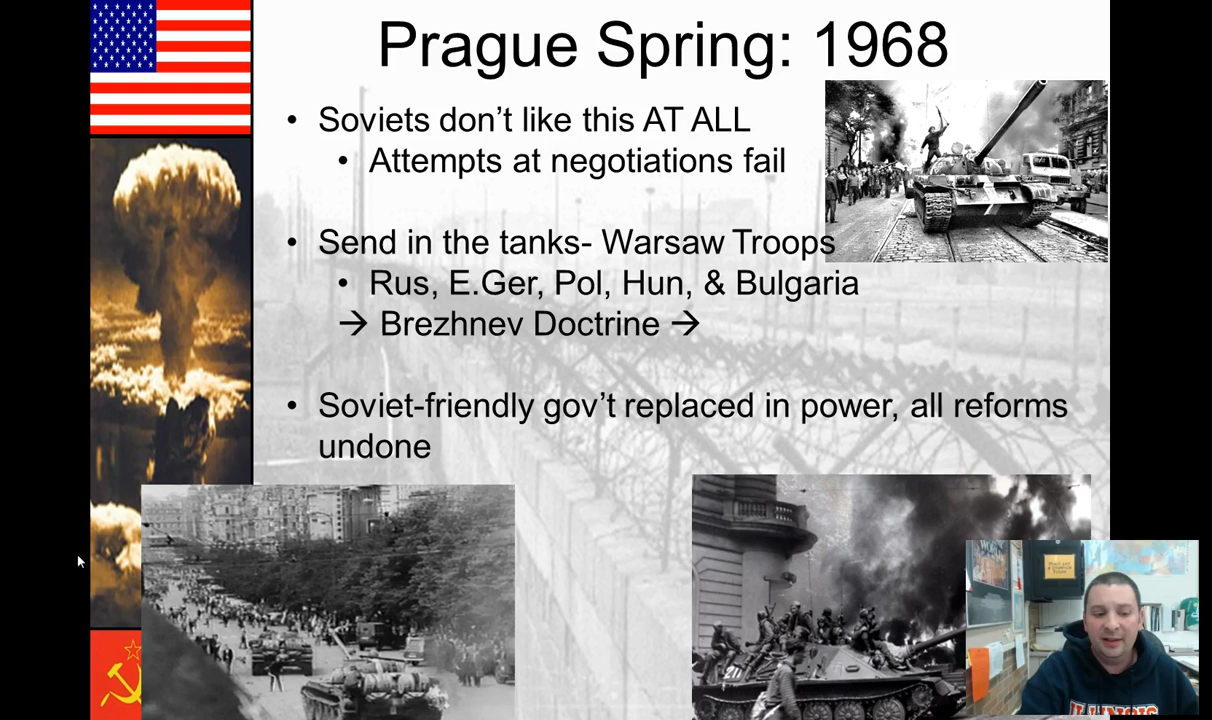 Prague Spring: 1968
• Soviets don’t like this AT ALL
• Attempts at negotiations fail
• Send in the tanks- Warsaw Troops
• Rus, E.Ger, Pol, Hun, & Bulgaria
→ Brezhnev Doctrine →
• Soviet-friendly gov’t replaced in power, all reforms
undone
ILLINOIS